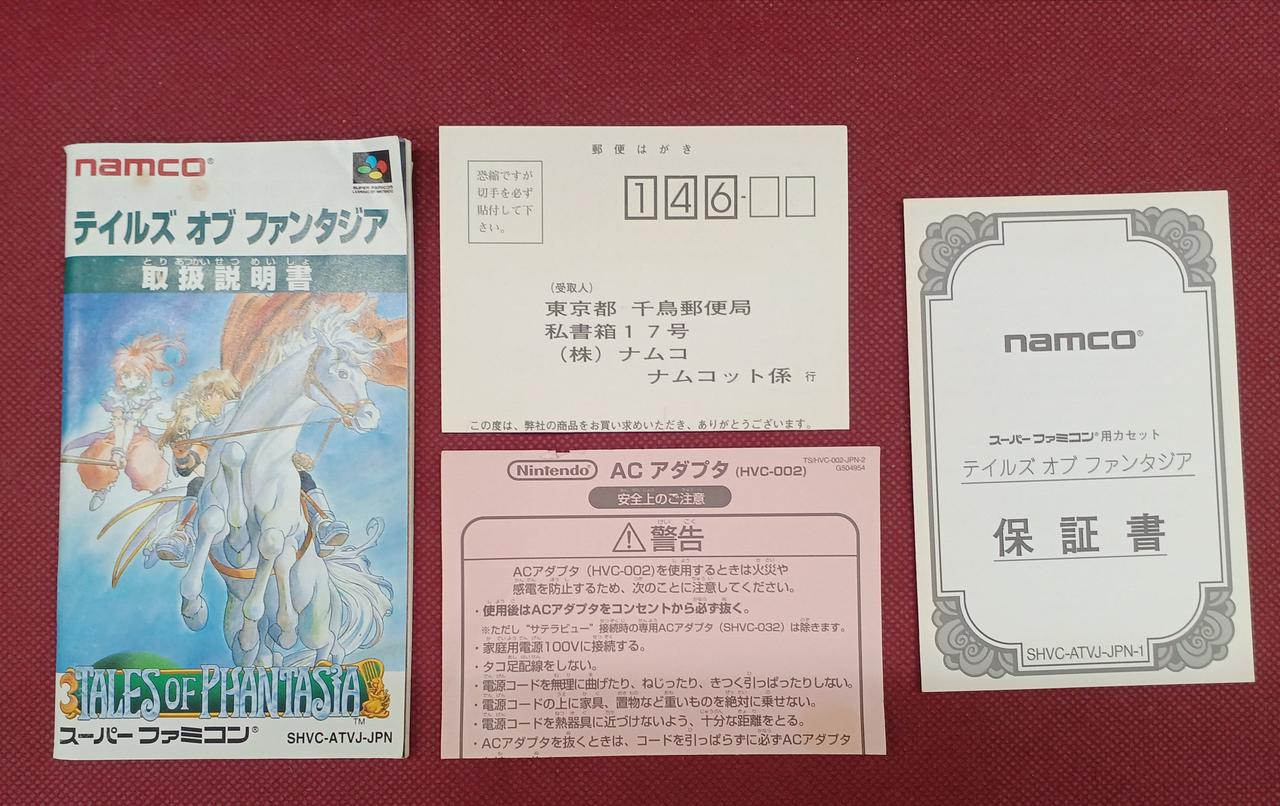 namco®
SUPER FAMICOM
テイルズ オブ ファンタジア
とりあつかいせつめいしょ
取扱説明書
TALES OF PHANTASIA™
スーパーファミコン®
SHVC-ATVJ-JPN
郵便はがき
恐縮ですが
切手を必ず
貼付して下
さい。
146-
(受取人)
東京都 千鳥郵便局
私書箱17号
(株)ナムコ
ナムコット係 行
この度は、弊社の商品をお買い求めいただき、ありがとうございます。
TS/HVC-002-JPN-2
GS04954
Nintendo® ACアダプタ(HVC-002)
安全上のご注意
けいこく
警告
ACアダプタ(HVC-002)を使用するときは火災や
感電を防止するため、次のことに注意してください。
・使用後はACアダプタをコンセントから必ず抜く。
※ただし“サテラビュー”接続時の専用ACアダプタ(SHVC-032)は除きます。
・家庭用電源100Vに接続する。
・タコ足配線をしない。
・電源コードを無理に曲げたり、ねじったり、きつく引っぱったりしない。
・電源コードの上に家具、置物など重いものを絶対に乗せない。
・電源コードを熱器具に近づけないよう、十分な距離をとる。
・ACアダプタを抜くときは、コードを引っぱらずに必ずACアダプタ
namco®
スーパーファミコン®用カセット
テイルズ オブ ファンタジア
保証書
SHVC-ATVJ-JPN-1